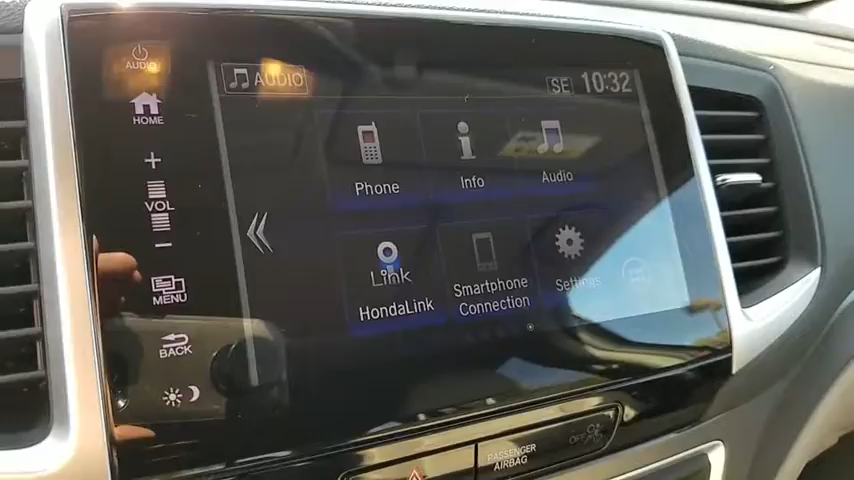 AUDIO
AUDIO
SE 10:32
HOME
Phone
Info
Audio
VOL
Link
HondaLink
Smartphone
Connection
Settings
MENU
BACK
PASSENGER
AIRBAG
OFF